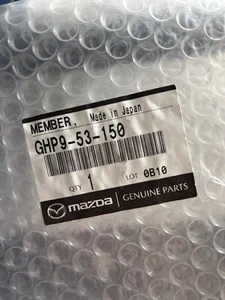 MEMBER, Made in Japan
GHP9-53-150
QTY 1 LOT 0B10
mazda GENUINE PARTS